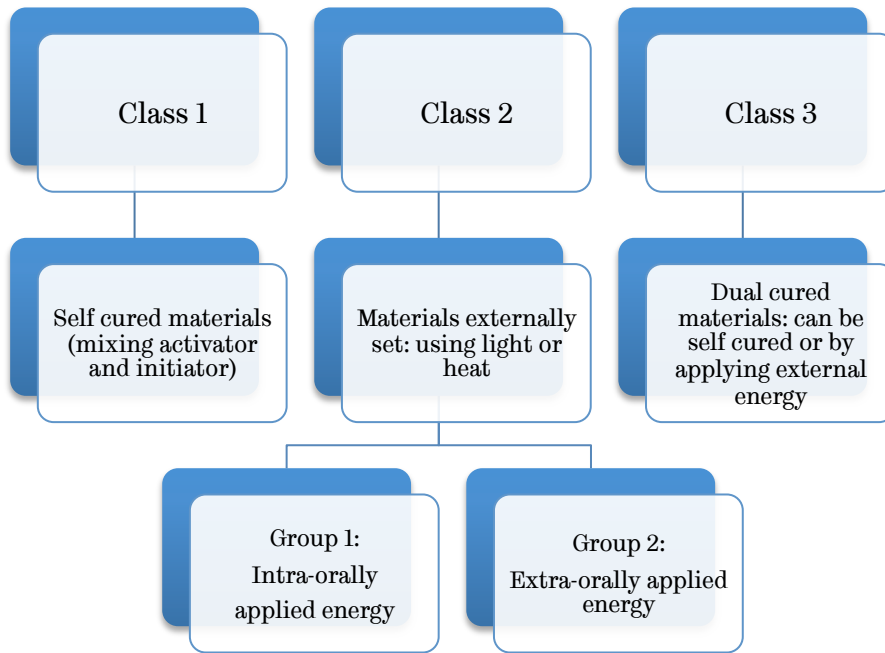 Class 1
Class 2
Class 3
Self cured materials
(mixing activator
and initiator)
Materials externally
set: using light or
heat
Dual cured
materials: can be
self cured or by
applying external
energy
Group 1:
Intra-orally
applied energy
Group 2:
Extra-orally applied
energy